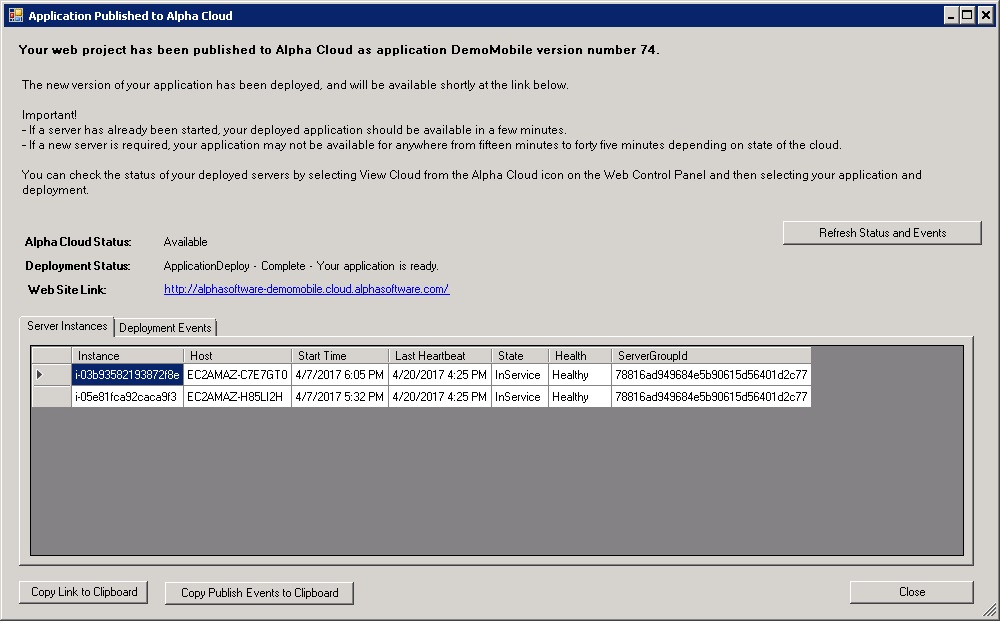 Application Published to Alpha Cloud
Your web project has been published to Alpha Cloud as application DemoMobile version number 74.
The new version of your application has been deployed, and will be available shortly at the link below.
Important!
- If a server has already been started, your deployed application should be available in a few minutes.
- If a new server is required, your application may not be available for anywhere from fifteen minutes to forty five minutes depending on state of the cloud.
You can check the status of your deployed servers by selecting View Cloud from the Alpha Cloud icon on the Web Control Panel and then selecting your application and
deployment.
Refresh Status and Events
Alpha Cloud Status: Available
Deployment Status: ApplicationDeploy - Complete - Your application is ready.
Web Site Link: http://alphasoftware-demomobile.cloud.alphasoftware.com/
Server Instances Deployment Events
Instance Host Start Time Last Heartbeat State Health ServerGroupId
i-03b93582193872f8e EC2AMAZ-C7E7GT0 4/7/2017 6:05 PM 4/20/2017 4:25 PM InService Healthy 78816ad949684e5b90615d56401d2c77
i-05e81fca92caca9f3 EC2AMAZ-H85LI2H 4/7/2017 5:32 PM 4/20/2017 4:25 PM InService Healthy 78816ad949684e5b90615d56401d2c77
Copy Link to Clipboard Copy Publish Events to Clipboard Close